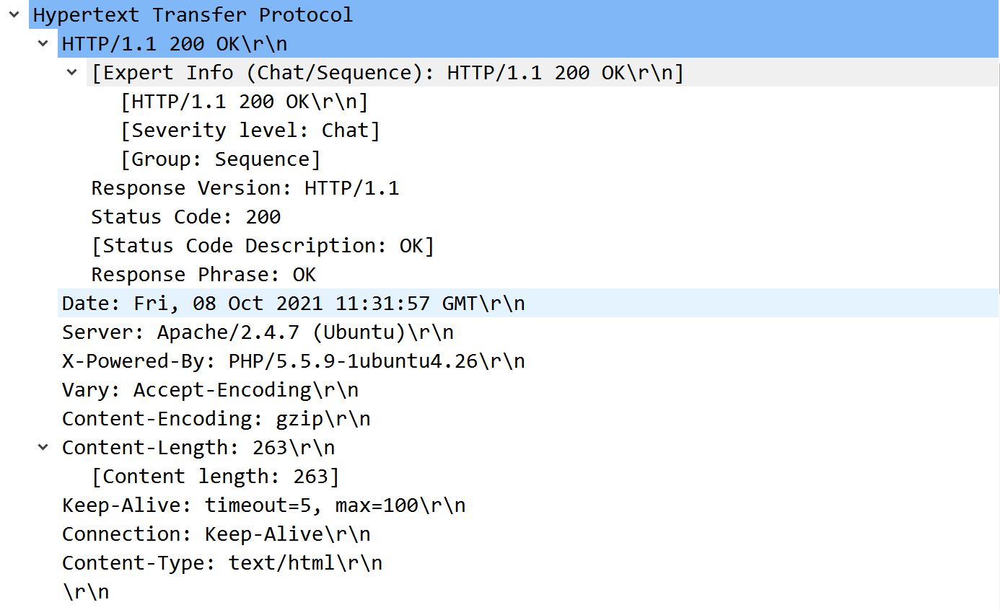 Hypertext Transfer Protocol
HTTP/1.1 200 OK\r\n
[Expert Info (Chat/Sequence): HTTP/1.1 200 OK\r\n]
[HTTP/1.1 200 OK\r\n]
[Severity level: Chat]
[Group: Sequence]
Response Version: HTTP/1.1
Status Code: 200
[Status Code Description: OK]
Response Phrase: OK
Date: Fri, 08 Oct 2021 11:31:57 GMT\r\n
Server: Apache/2.4.7 (Ubuntu)\r\n
X-Powered-By: PHP/5.5.9-1ubuntu4.26\r\n
Vary: Accept-Encoding\r\n
Content-Encoding: gzip\r\n
Content-Length: 263\r\n
[Content length: 263]
Keep-Alive: timeout=5, max=100\r\n
Connection: Keep-Alive\r\n
Content-Type: text/html\r\n
\r\n